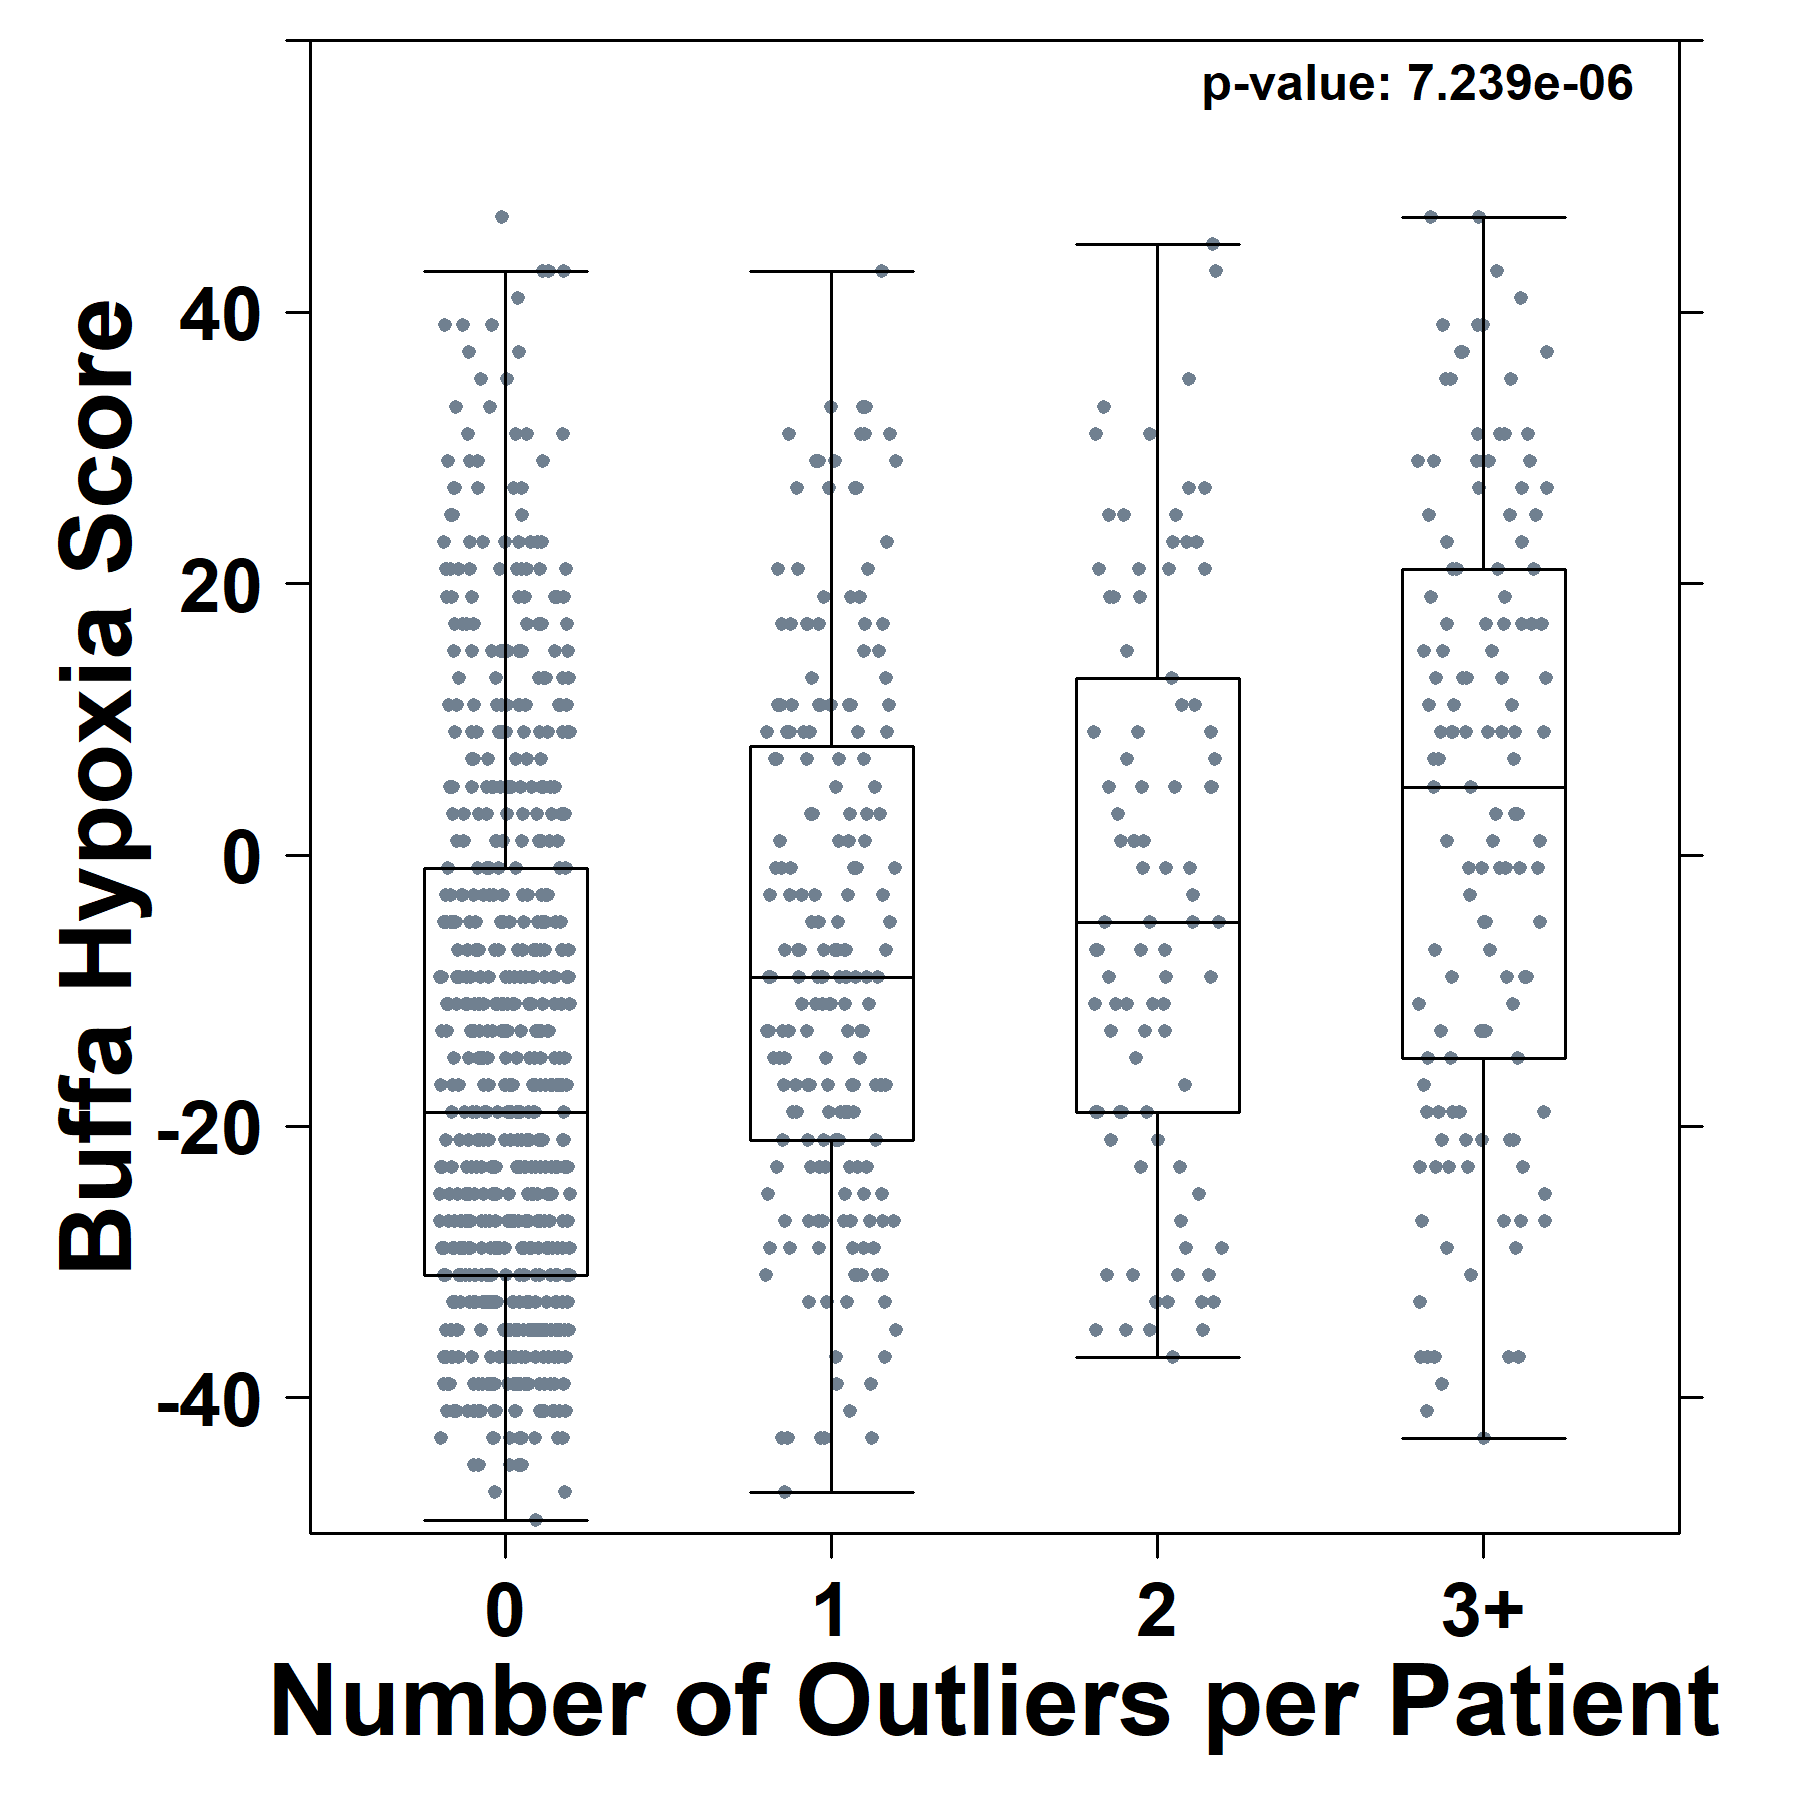 p-value: 7.239e-06
Buffa Hypoxia Score
40
20
0
-20
-40
0 1 2 3+
Number of Outliers per Patient